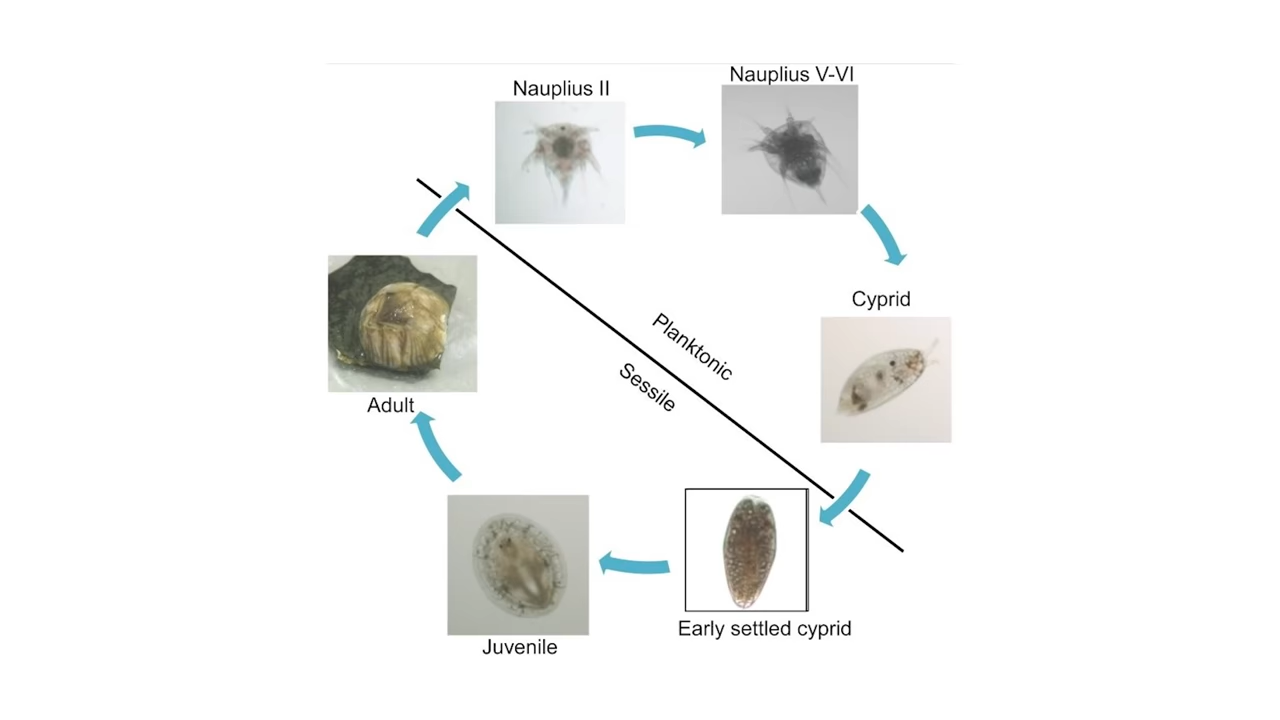 Nauplius II
Nauplius V-VI
Cyprid
Planktonic
Sessile
Adult
Early settled cyprid
Juvenile